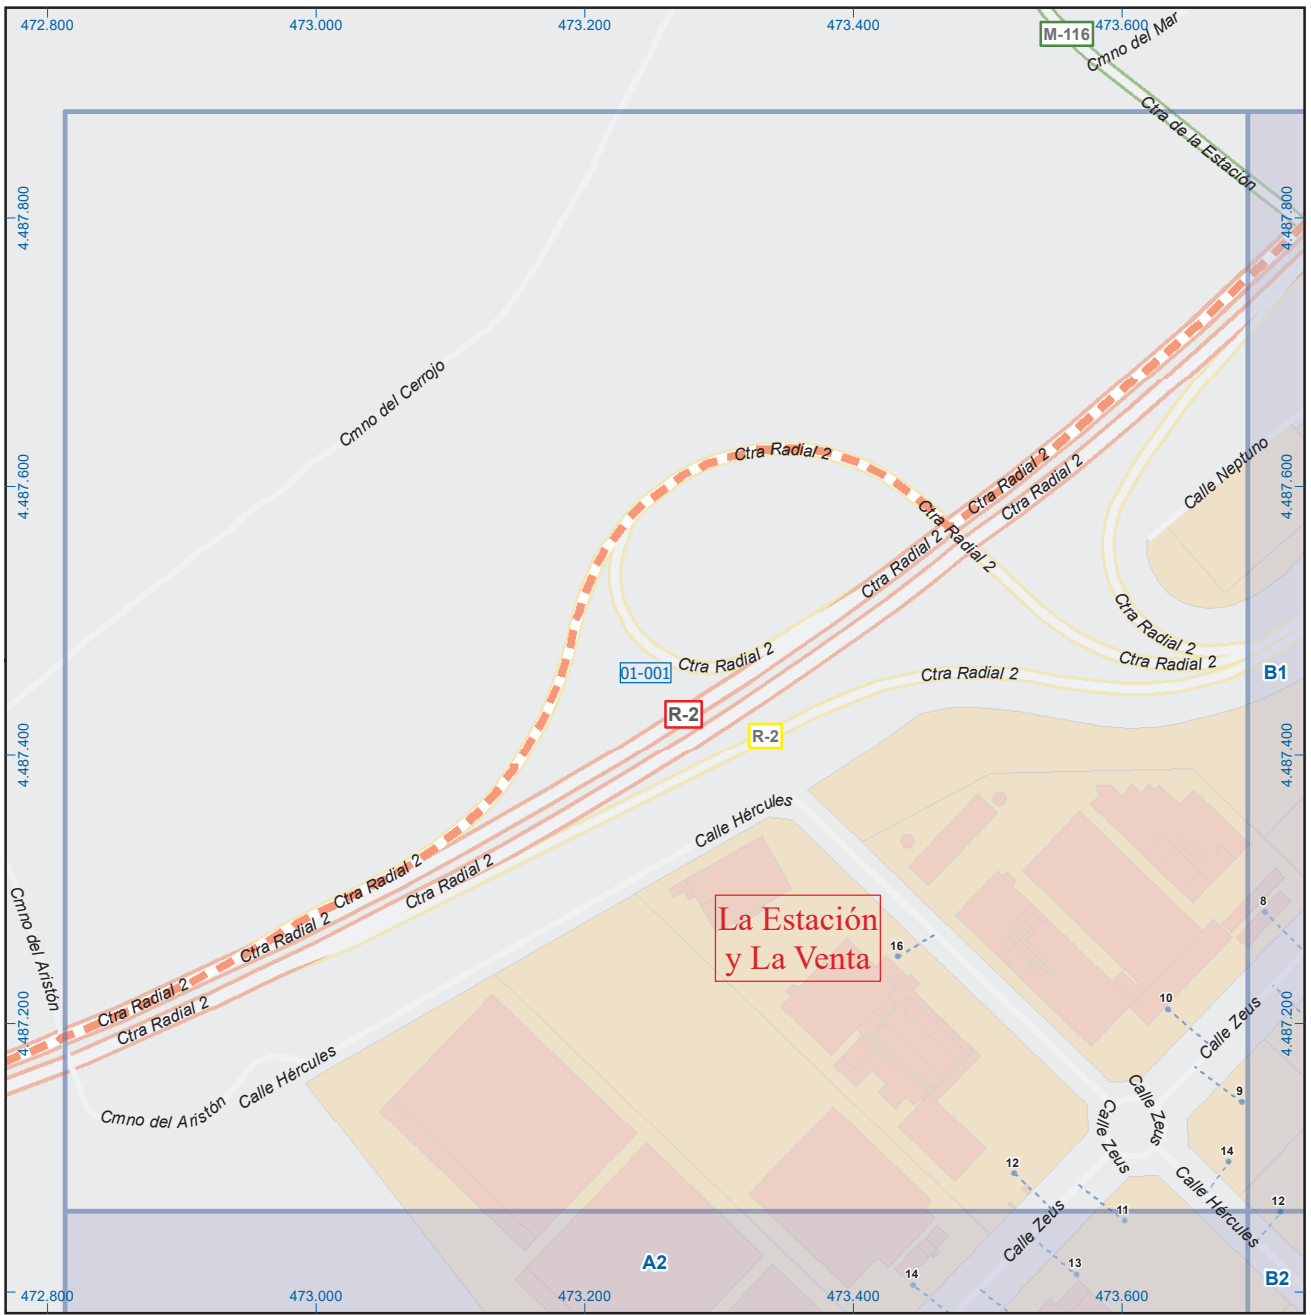 472.800
473.000
473.200
473.400
473.600
M-116
Cmno del Mar
Ctra de la Estación
4.487.800
4.487.800
Cmno del Cerrojo
Ctra Radial 2
Ctra Radial 2
Ctra Radial 2
Calle Neptuno
4.487.600
4.487.600
Ctra Radial 2
Ctra Radial 2
Ctra Radial 2
Ctra Radial 2
Ctra Radial 2
01-001
Ctra Radial 2
B1
R-2
R-2
4.487.400
4.487.400
Calle Hércules
Ctra Radial 2
Ctra Radial 2
Cmno del Aristón
8
La Estación
y La Venta
Ctra Radial 2
16
Ctra Radial 2
Ctra Radial 2
10
4.487.200
4.487.200
Calle Zeus
Calle Hércules
Cmno del Aristón
9
Calle Zeus
Calle Zeus
14
12
Calle Hércules
12
11
Calle Zeus
A2
13
14
B2
472.800
473.000
473.200
473.400
473.600